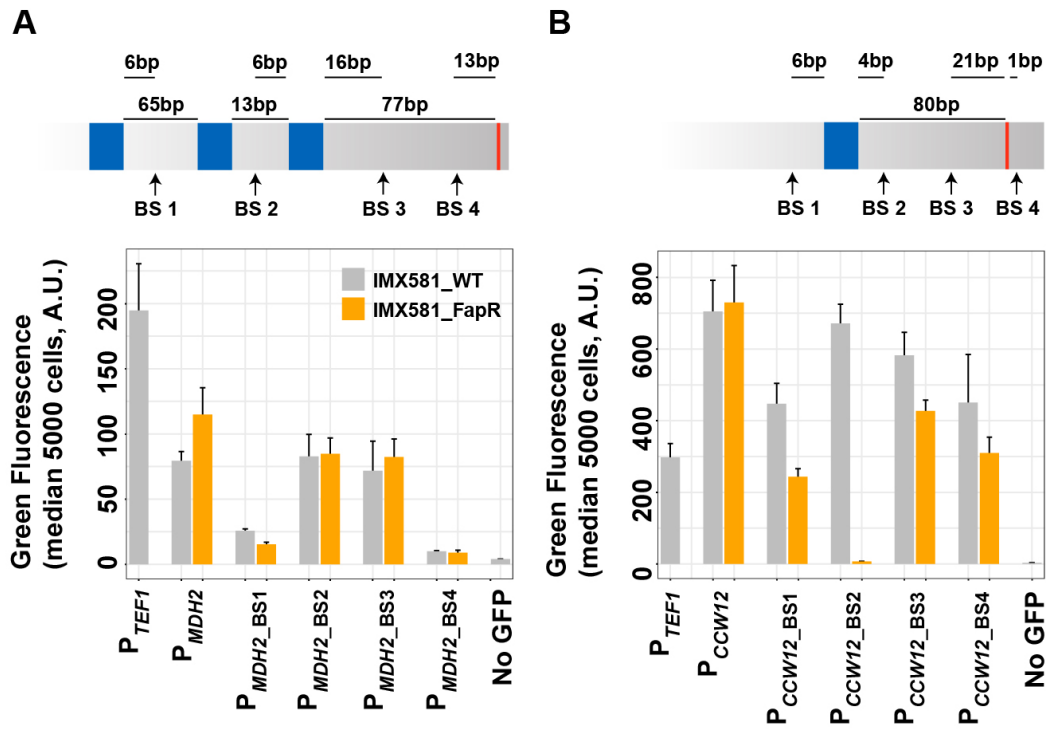 A
6bp 6bp 16bp 13bp
65bp 13bp 77bp
BS 1 BS 2 BS 3 BS 4
Green Fluorescence
(median 5000 cells, A.U.)
200
150
100
50
0
IMX581_WT
IMX581_FapR
PTEF1
PMDH2
PMDH2_BS1
PMDH2_BS2
PMDH2_BS3
PMDH2_BS4
No GFP
B
6bp 4bp 21bp 1bp
80bp
BS 1 BS 2 BS 3 BS 4
Green Fluorescence
(median 5000 cells, A.U.)
800
600
400
200
0
PTEF1
PCCW12
PCCW12_BS1
PCCW12_BS2
PCCW12_BS3
PCCW12_BS4
No GFP